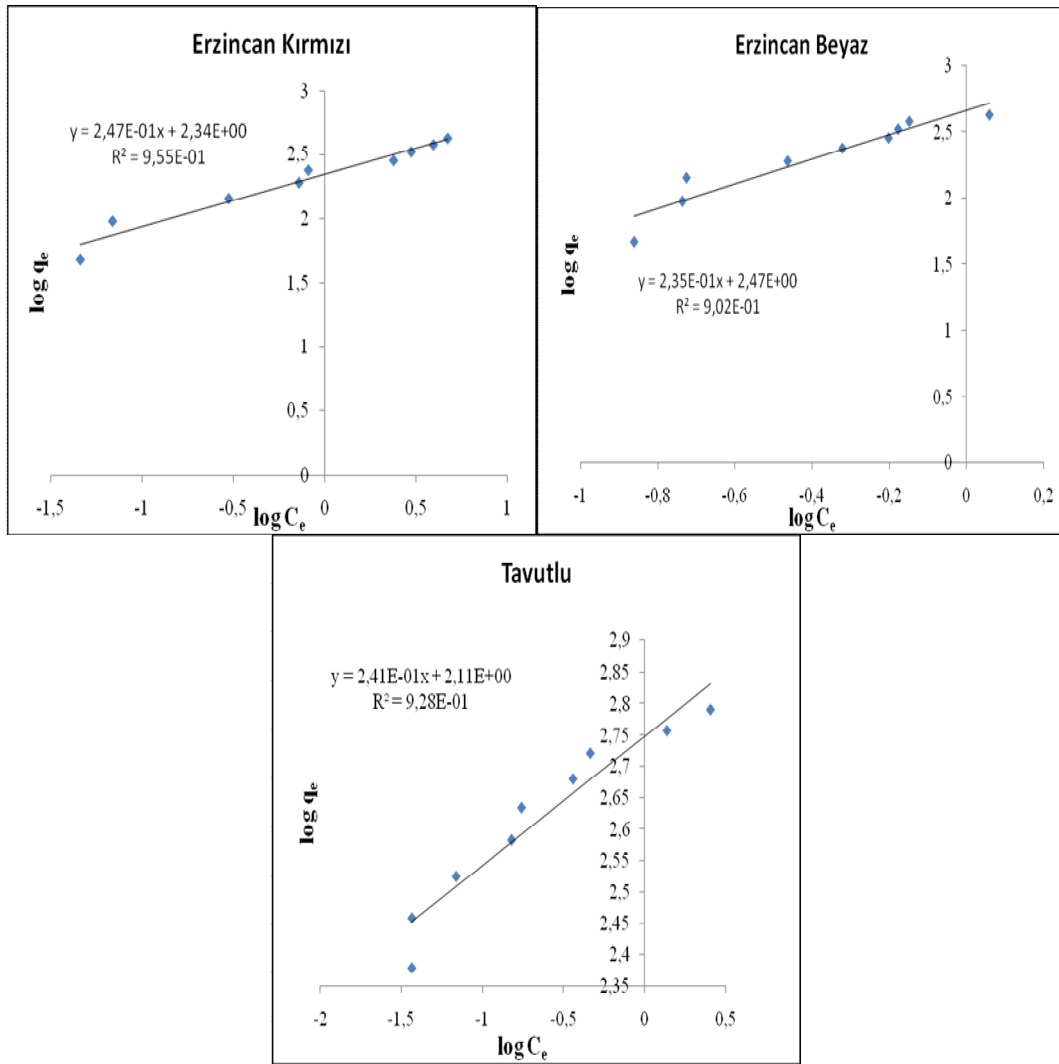 Erzincan Kırmızı
y = 2,47E-01x + 2,34E+00
R² = 9,55E-01
3
2,5
2
1,5
1
0,5
0
-1,5 -1 -0,5 0 0,5 1
log qe
log Ce
Erzincan Beyaz
3
2,5
2
1,5
1
0,5
0
y = 2,35E-01x + 2,47E+00
R² = 9,02E-01
-1 -0,8 -0,6 -0,4 -0,2 0 0,2
log qe
log Ce
Tavutlu
y = 2,41E-01x + 2,11E+00
R² = 9,28E-01
2,9
2,85
2,8
2,75
2,7
2,65
2,6
2,55
2,5
2,45
2,4
2,35
-2 -1,5 -1 -0,5 0 0,5
log qe
log Ce